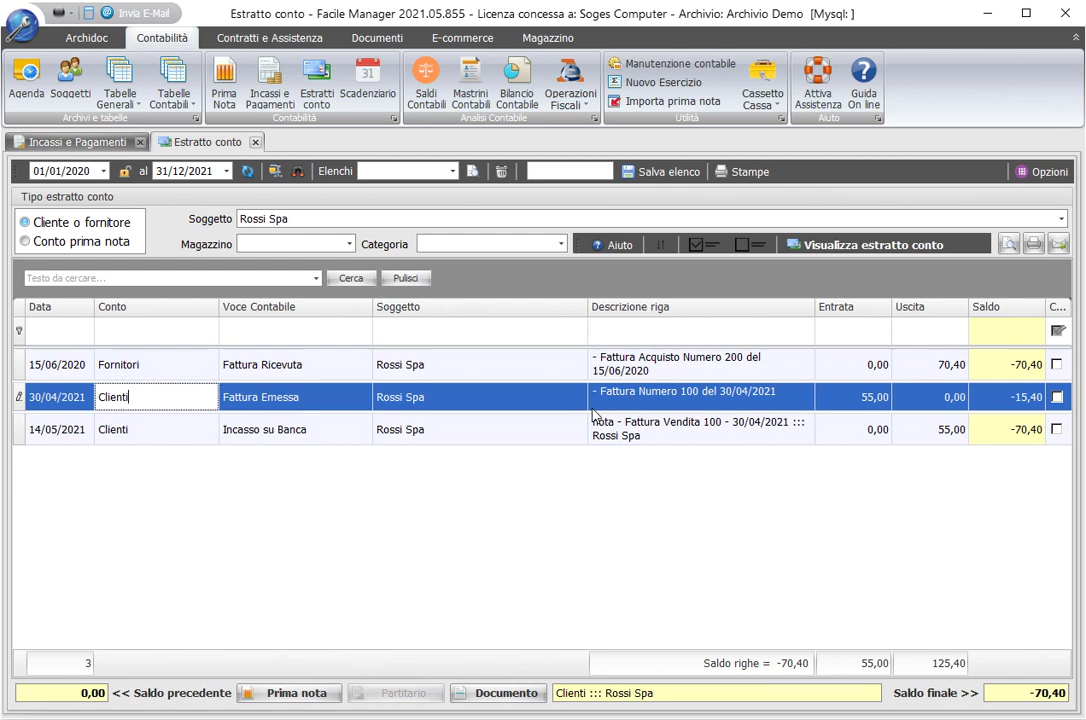 Invia E-Mail
Estratto conto - Facile Manager 2021.05.855 - Licenza concessa a: Soges Computer - Archivio: Archivio Demo [Mysql: ]
Archidoc
Contabilità
Contratti e Assistenza
Documenti
E-commerce
Magazzino
Agenda
Soggetti
Tabelle Generali
Tabelle Contabili
Archivi e tabelle
Prima Nota
Incassi e Pagamenti
Estratti conto
Scadenziario
31
Contabilità
Saldi Contabili
Mastrini Contabili
Bilancio Contabile
Operazioni Fiscali
Analisi Contabile
Manutenzione contabile
Nuovo Esercizio
Importa prima nota
Cassetto Cassa
Utilità
Attiva Assistenza
Guida On line
Aiuto
Incassi e Pagamenti
Estratto conto
01/01/2020 al 31/12/2021 Elenchi Salva elenco Stampe Opzioni
Tipo estratto conto
Cliente o fornitore
Conto prima nota
Soggetto Rossi Spa
Magazzino Categoria Aiuto Visualizza estratto conto
Testo da cercare... Cerca Pulisci
Data Conto Voce Contabile Soggetto Descrizione riga Entrata Uscita Saldo C...
15/06/2020 Fornitori Fattura Ricevuta Rossi Spa - Fattura Acquisto Numero 200 del 15/06/2020 0,00 70,40 -70,40
30/04/2021 Clienti Fattura Emessa Rossi Spa - Fattura Numero 100 del 30/04/2021 55,00 0,00 -15,40
14/05/2021 Clienti Incasso su Banca Rossi Spa nota - Fattura Vendita 100 - 30/04/2021 ::: Rossi Spa 0,00 55,00 -70,40
3 Saldo righe = -70,40 55,00 125,40
0,00 << Saldo precedente Prima nota Partitario Documento Clienti ::: Rossi Spa Saldo finale >> -70,40